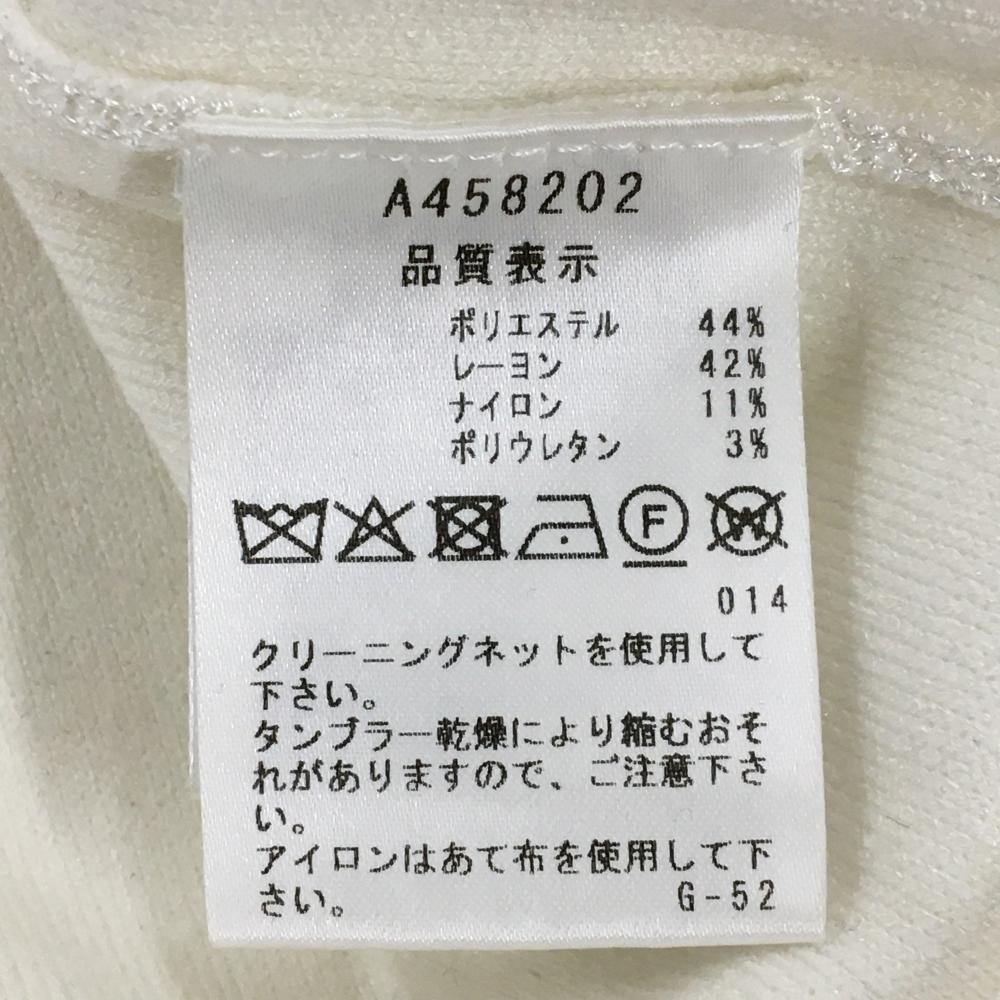 A458202
品質表示
ポリエステル 44%
レーヨン 42%
ナイロン 11%
ポリウレタン 3%
F W
014
クリーニングネットを使用して
下さい。
タンブラー乾燥により縮むおそ
れがありますので、ご注意下さ
い。
アイロンはあて布を使用して下
さい。 G-52